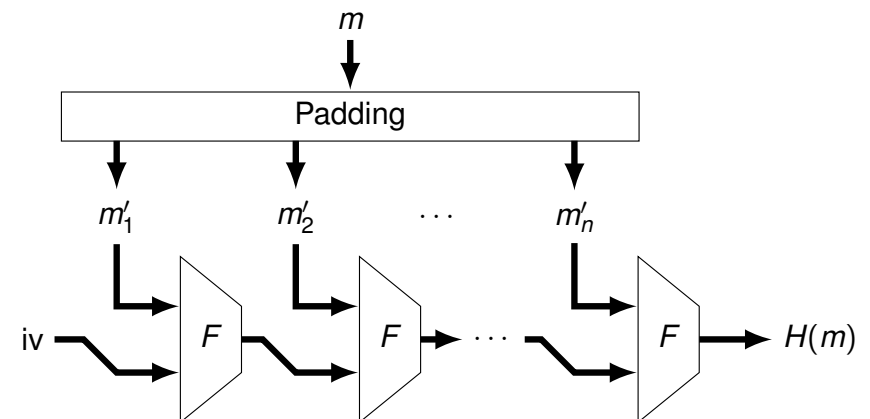 m
Padding
m′₁ m′₂ ··· m′ₙ
iv F F ··· F H(m)